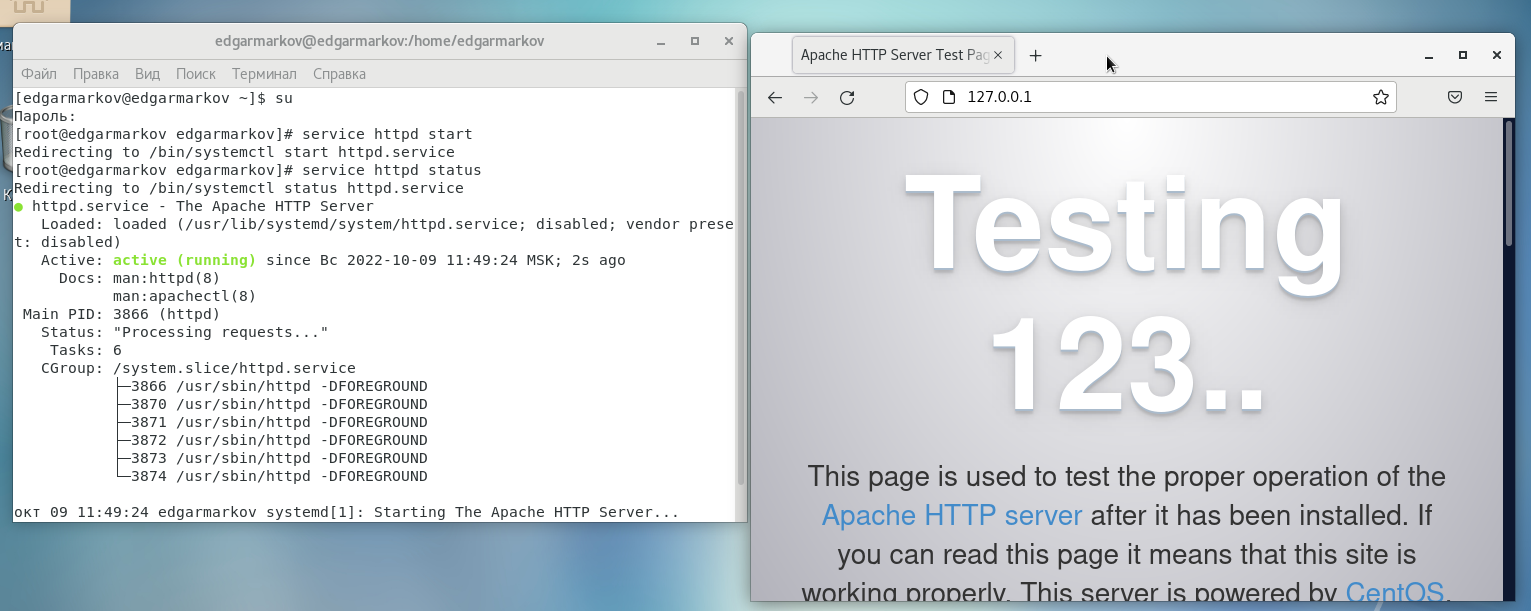 edgarmarkov@edgarmarkov:/home/edgarmarkov
Файл Правка Вид Поиск Терминал Справка
[edgarmarkov@edgarmarkov ~]$ su
Пароль:
[root@edgarmarkov edgarmarkov]# service httpd start
Redirecting to /bin/systemctl start httpd.service
[root@edgarmarkov edgarmarkov]# service httpd status
Redirecting to /bin/systemctl status httpd.service
● httpd.service - The Apache HTTP Server
Loaded: loaded (/usr/lib/systemd/system/httpd.service; disabled; vendor prese
t: disabled)
Active: active (running) since Вс 2022-10-09 11:49:24 MSK; 2s ago
Docs: man:httpd(8)
man:apachectl(8)
Main PID: 3866 (httpd)
Status: "Processing requests..."
Tasks: 6
CGroup: /system.slice/httpd.service
├─3866 /usr/sbin/httpd -DFOREGROUND
├─3870 /usr/sbin/httpd -DFOREGROUND
├─3871 /usr/sbin/httpd -DFOREGROUND
├─3872 /usr/sbin/httpd -DFOREGROUND
├─3873 /usr/sbin/httpd -DFOREGROUND
└─3874 /usr/sbin/httpd -DFOREGROUND
окт 09 11:49:24 edgarmarkov systemd[1]: Starting The Apache HTTP Server...
Apache HTTP Server Test Pag
127.0.0.1
Testing
123..
This page is used to test the proper operation of the
Apache HTTP server after it has been installed. If
you can read this page it means that this site is
working properly. This server is powered by CentOS.